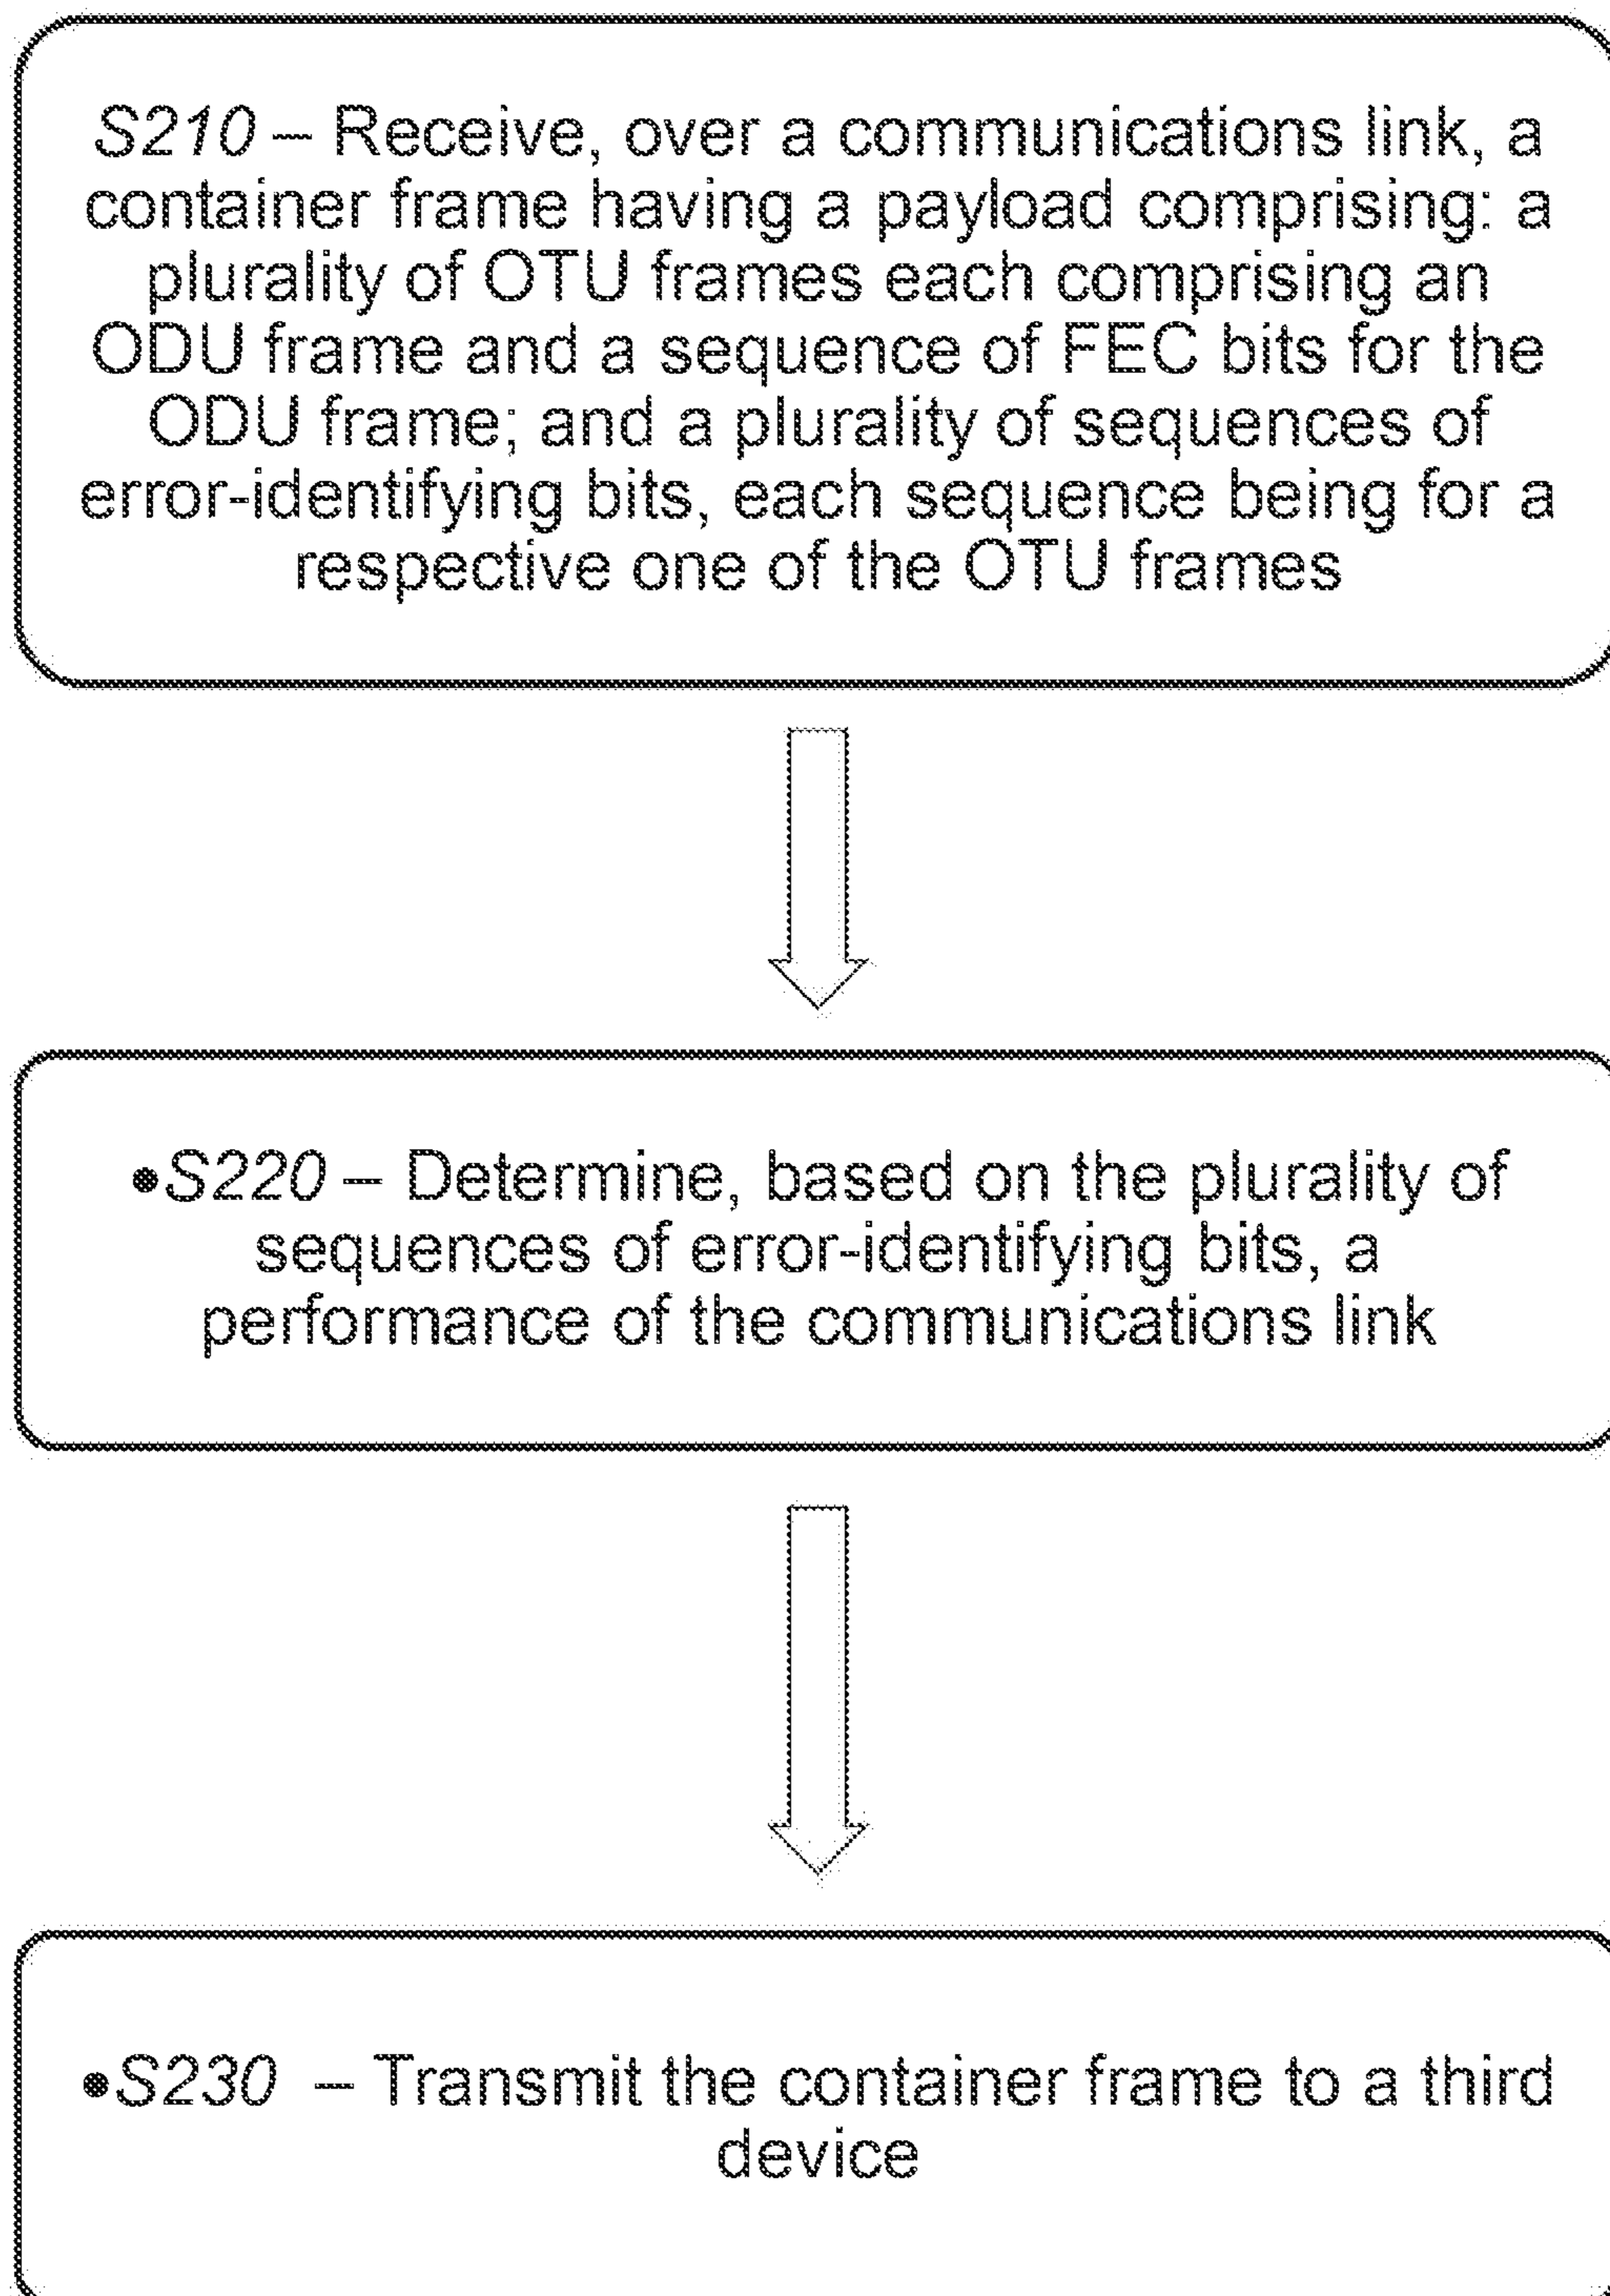 S210 – Receive, over a communications link, a
container frame having a payload comprising: a
plurality of OTU frames each comprising an
ODU frame and a sequence of FEC bits for the
ODU frame; and a plurality of sequences of
error-identifying bits, each sequence being for a
respective one of the OTU frames
•S220 – Determine, based on the plurality of
sequences of error-identifying bits, a
performance of the communications link
•S230 – Transmit the container frame to a third
device